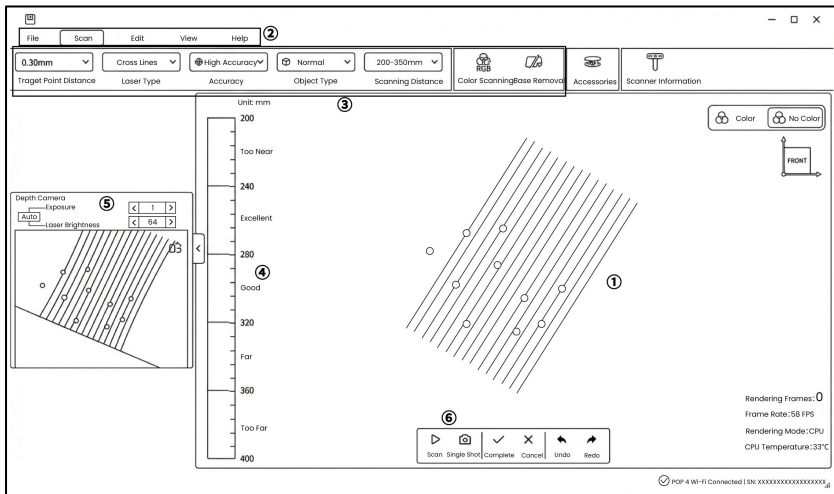 File Scan Edit View Help ②
0.30mm Cross Lines High Accuracy Normal 200-350mm RGB
Traget Point Distance Laser Type Accuracy Object Type Scanning Distance Color Scanning Base Removal Accessories Scanner Information
③
Unit: mm
200
Too Near
240
Excellent
280
④
Good
320
Far
360
Too Far
400
Color No Color
FRONT
Depth Camera
Exposure ⑤ 1
Auto
Laser Brightness 64
03
①
Rendering Frames:0
Frame Rate:58 FPS
Rendering Mode:CPU
CPU Temperature:33°C
⑥
Scan Single Shot Complete Cancel Undo Redo
POP 4 Wi-Fi Connected | SN: XXXXXXXXXXXXXXXXXX